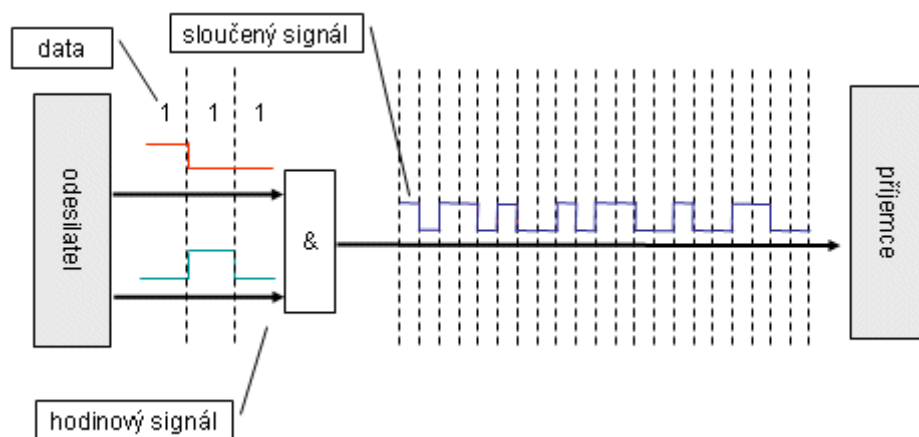 data
sloučený signál
1 1 1
odesilatel
&
příjemce
hodinový signál